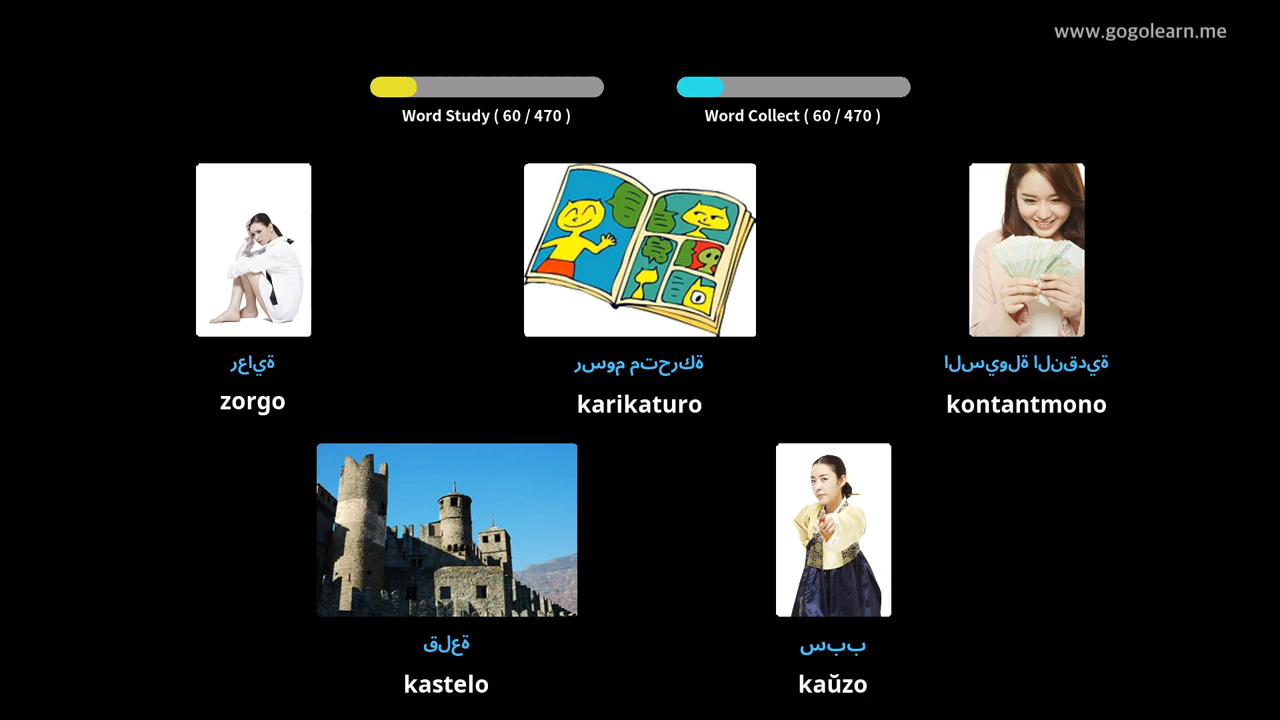 www.gogolearn.me
Word Study ( 60 / 470 )
Word Collect ( 60 / 470 )
رعاية
zorgo
رسوم متحركة
karikaturo
السيولة النقدية
kontantmono
قلعة
kastelo
سبب
kaŭzo